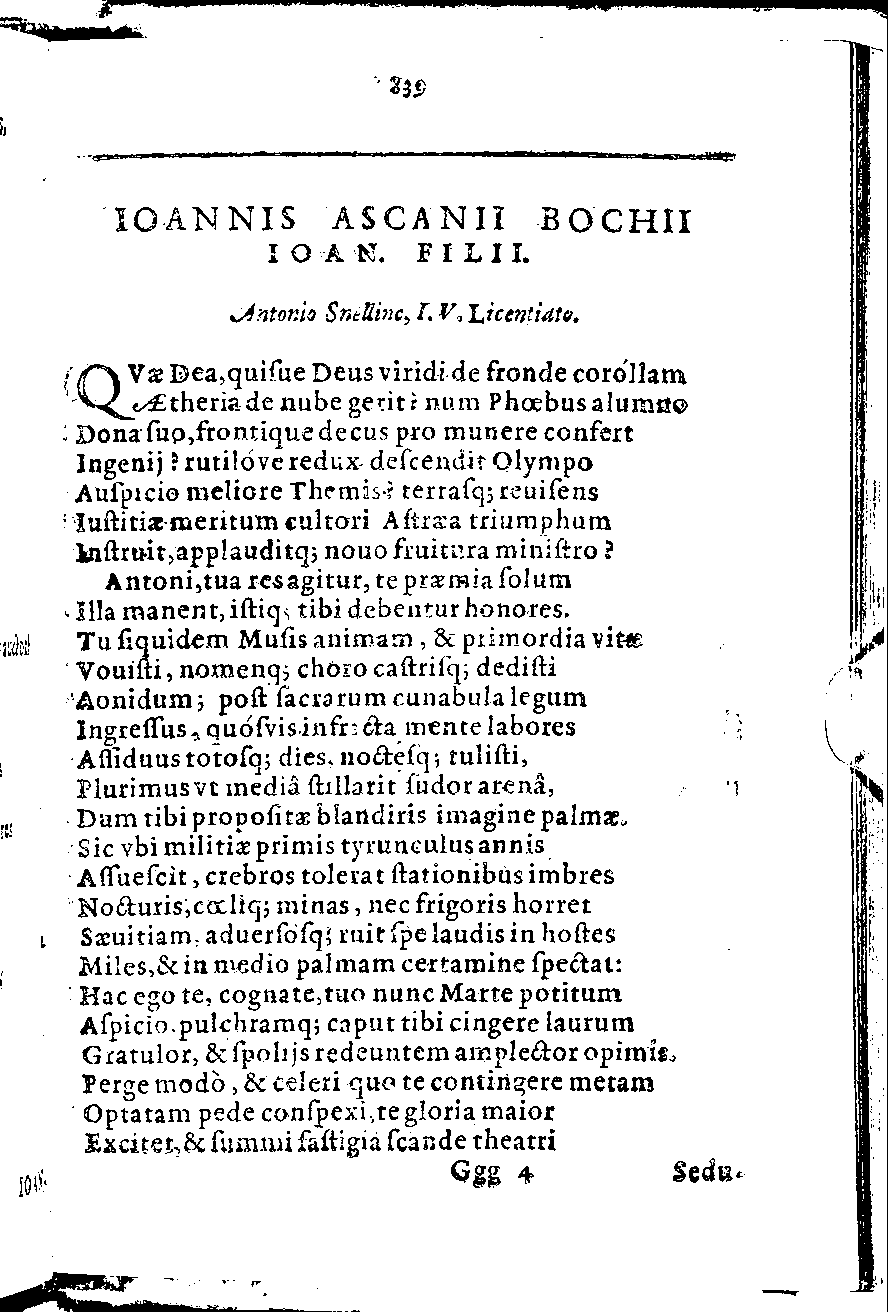 839
IOANNIS ASCANII BOCHII
IOAN. FILII.
Antonio Snellinc, I. V. Licentiato.
QVæ Dea, quiſue Deus viridi de fronde coróllam
Ætheria de nube gerit? num Phœbus alumno
Dona ſuo, frontique decus pro munere confert
Ingenij? rutilóve redux deſcendit Olympo
Auſpicio meliore Themis? terraſq; reuiſens
Iuſtitiæ meritum cultori Aſtræa triumphum
Inſtruit, applauditq; nouo fruitura miniſtro?
Antoni, tua res agitur, te præmia ſolum
Illa manent, iſtiq; tibi debentur honores.
Tu ſiquidem Muſis animam, & primordia vitæ
Vouiſti, nomenq; choro caſtriſq; dediſti
Aonidum; poſt ſacrarum cunabula legum
Ingreſſus, quóſvis infracta mente labores
Aſſiduus totoſq; dies, nocteſq; tuliſti,
Plurimus vt mediâ ſtillarit ſudor arenâ,
Dum tibi propoſitæ blandiris imagine palmæ.
Sic vbi militiæ primis tyrunculus annis
Aſſueſcit, crebros tolerat ſtationibus imbres
Nocturis, cœliq; minas, nec frigoris horret
Sæuitiam, aduerſoſq; ruit ſpe laudis in hoſtes
Miles, & in medio palmam certamine ſpectat:
Hac ego te, cognate, tuo nunc Marte potitum
Aſpicio, pulchramq; caput tibi cingere laurum
Gratulor, & ſpolijs redeuntem amplector opimis.
Perge modò, & celeri quo te contingere metam
Optatam pede conſpexi, te gloria maior
Excitet, & ſummi faſtigia ſcande theatri
Ggg 4 Sedu-